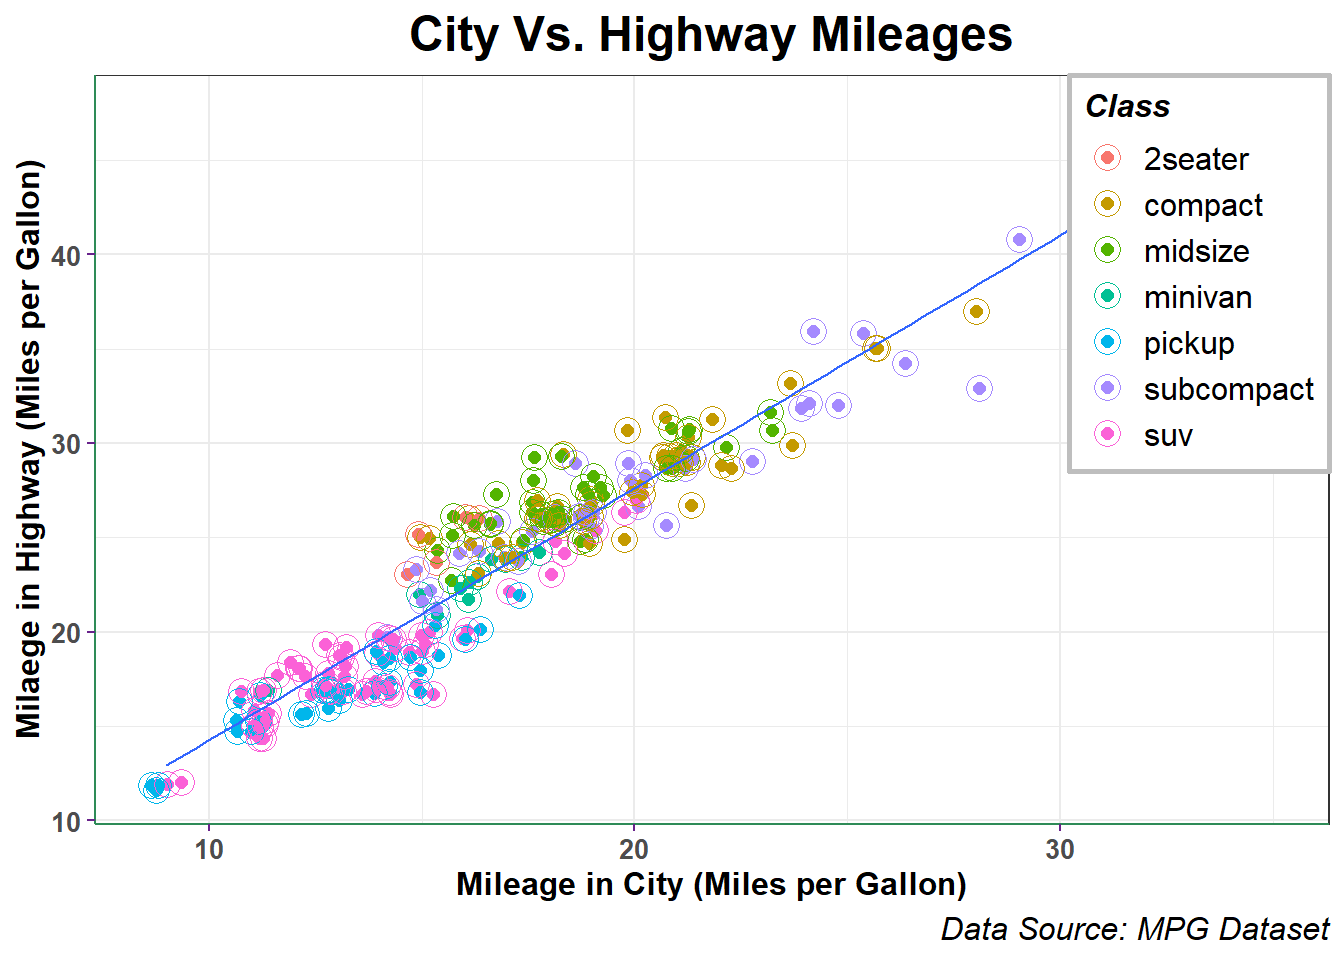 City Vs. Highway Mileages
Milaege in Highway (Miles per Gallon)
40
30
20
10
Class
2seater
compact
midsize
minivan
pickup
subcompact
suv
10
20
30
Mileage in City (Miles per Gallon)
Data Source: MPG Dataset